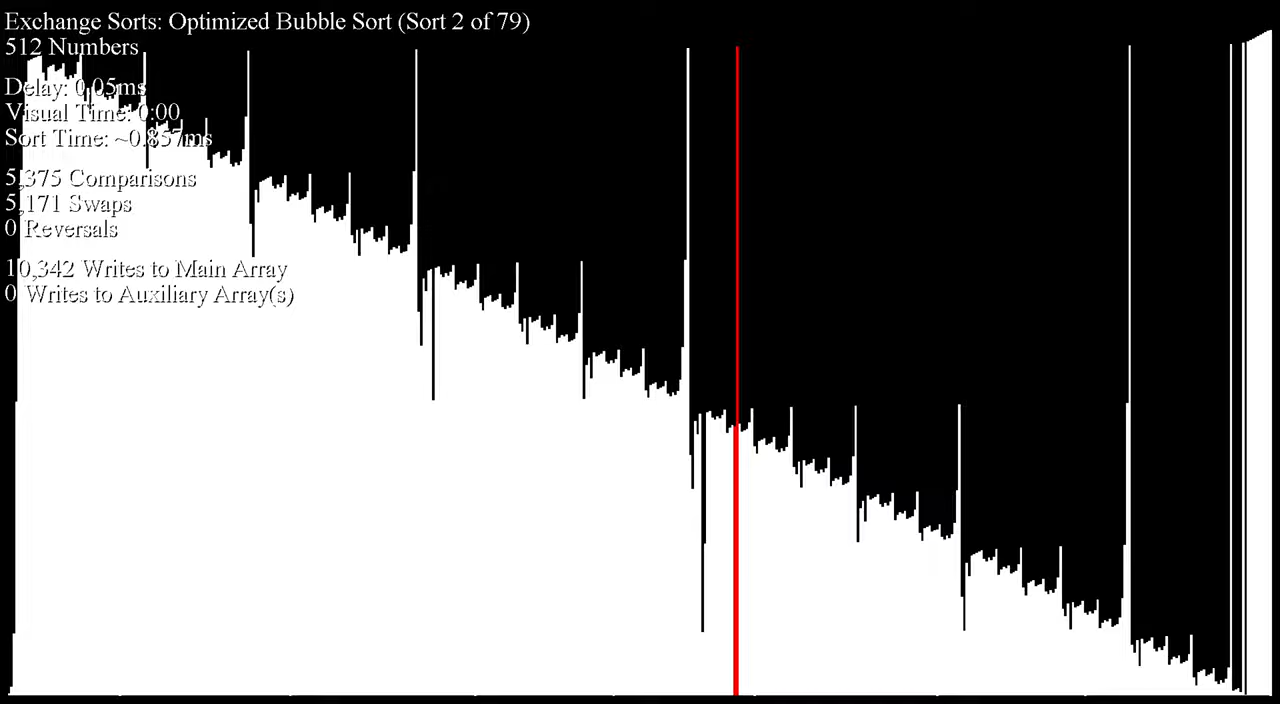 Exchange Sorts: Optimized Bubble Sort (Sort 2 of 79)
512 Numbers
Delay: 0.05ms
Visual Time: 0:00
Sort Time: ~0.857ms
5,375 Comparisons
5,171 Swaps
0 Reversals
10,342 Writes to Main Array
0 Writes to Auxiliary Array(s)